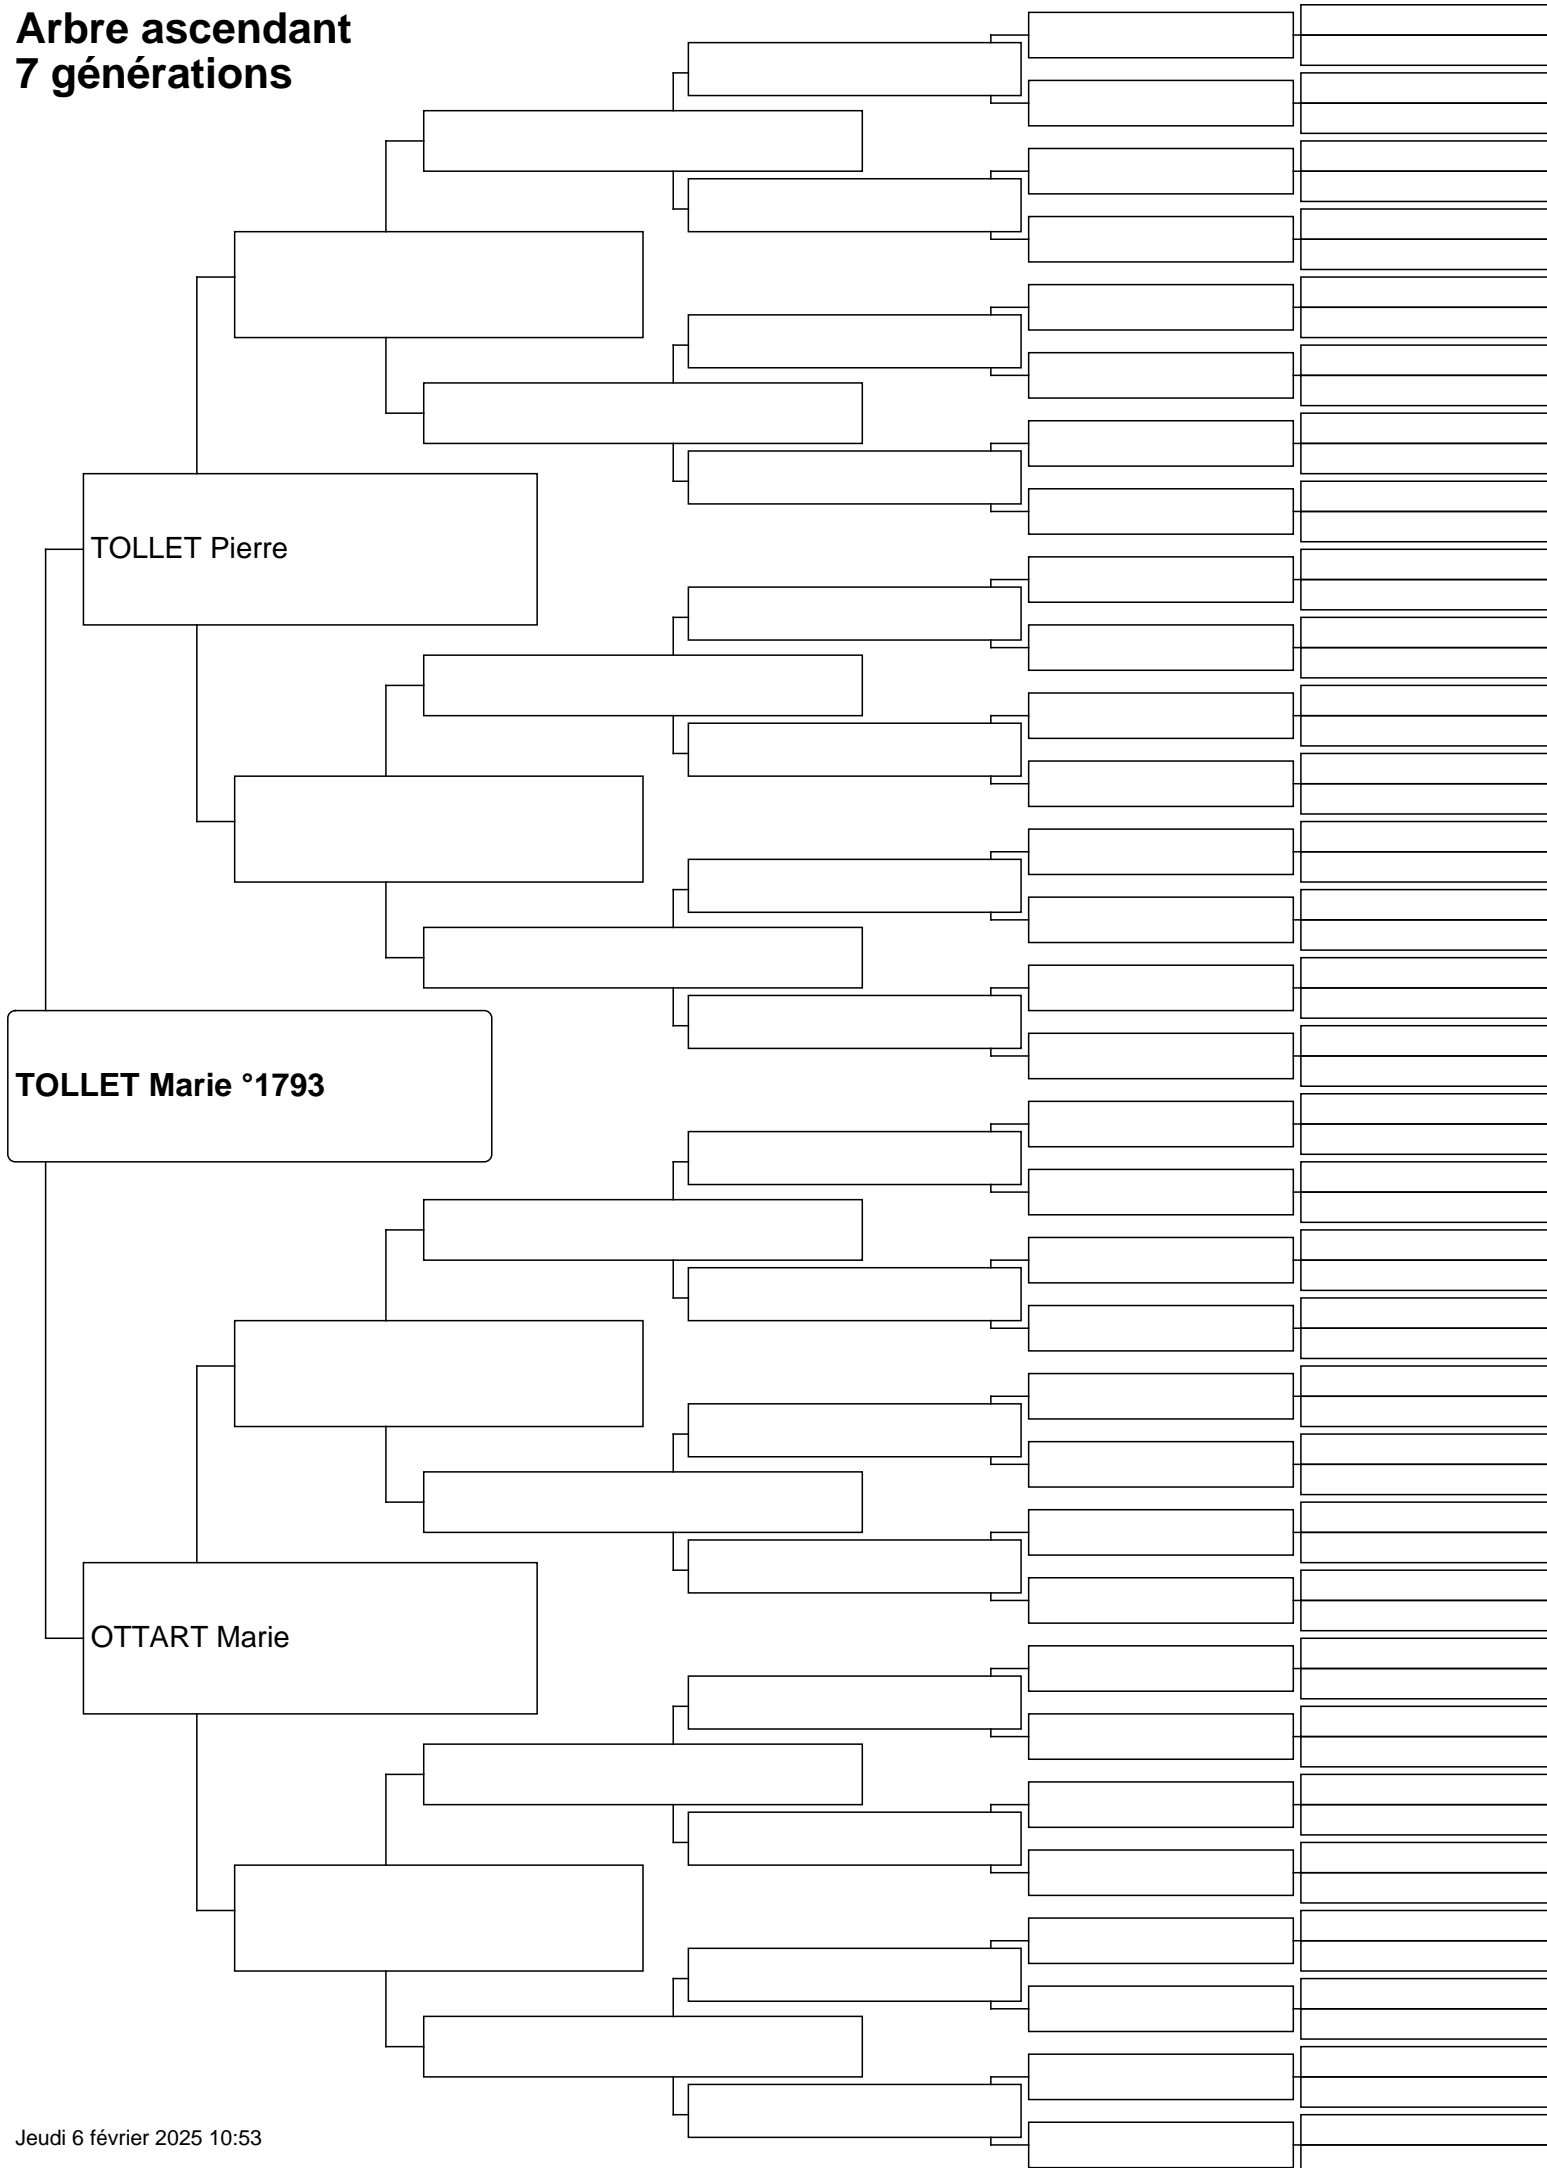 Arbre ascendant
7 générations
TOLLET Pierre
TOLLET Marie °1793
OTTART Marie
Jeudi 6 février 2025 10:53